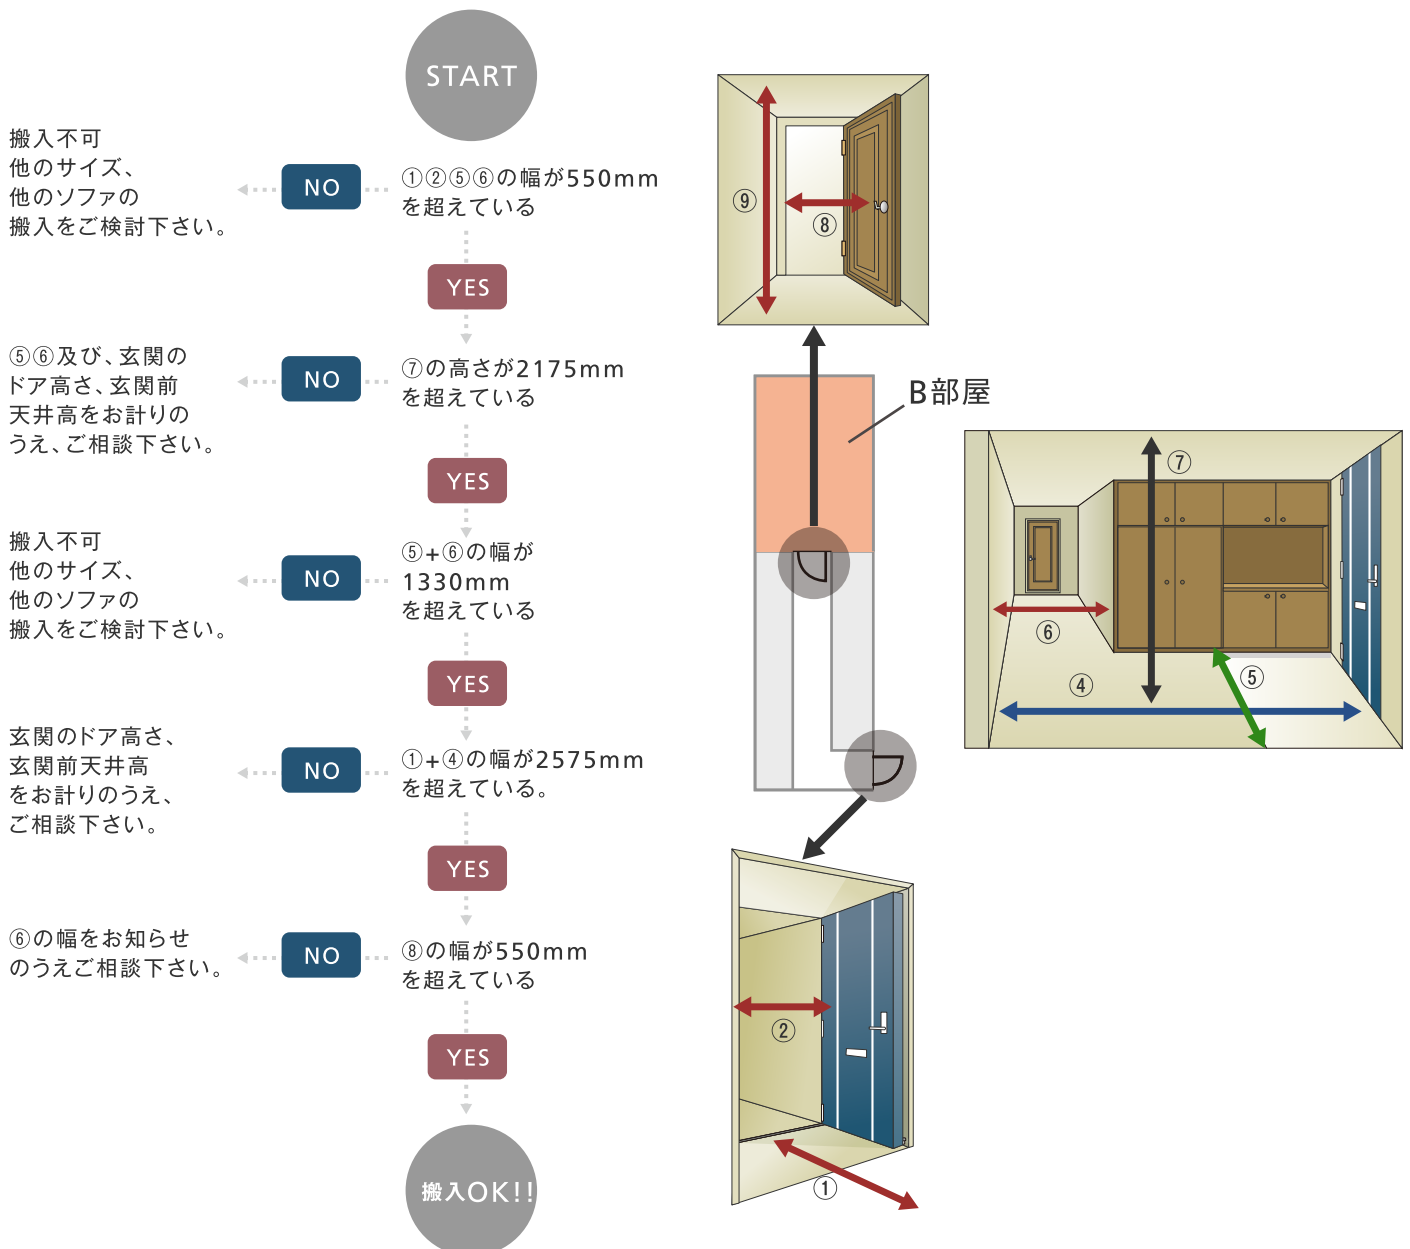 START
搬入不可
他のサイズ、
他のソファの
搬入をご検討下さい。
NO
①②⑤⑥の幅が550mm
を超えている
YES
⑤⑥及び、玄関の
ドア高さ、玄関前
天井高をお計りの
うえ、ご相談下さい。
NO
⑦の高さが2175mm
を超えている
YES
搬入不可
他のサイズ、
他のソファの
搬入をご検討下さい。
NO
⑤+⑥の幅が
1330mm
を超えている
YES
玄関のドア高さ、
玄関前天井高
をお計りのうえ、
ご相談下さい。
NO
①+④の幅が2575mm
を超えている。
YES
⑥の幅をお知らせ
のうえご相談下さい。
NO
⑧の幅が550mm
を超えている
YES
搬入OK!!
⑨
⑧
B部屋
⑦
⑥
④
⑤
②
①